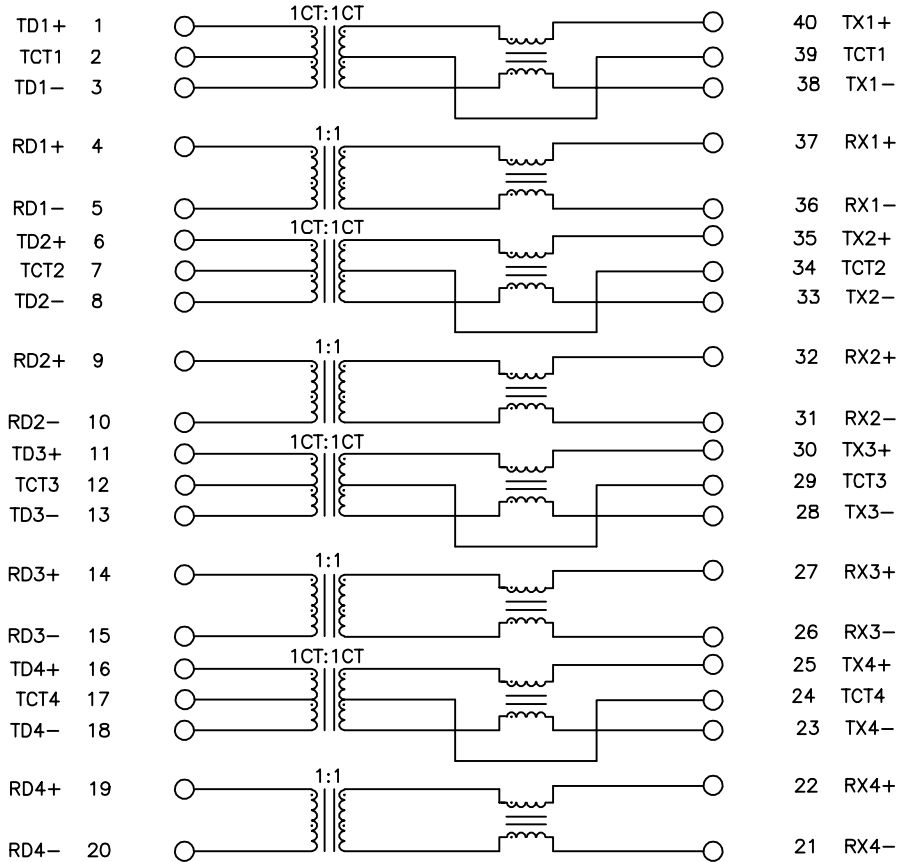 1CT:1CT
TD1+ 1 40 TX1+
TCT1 2 39 TCT1
TD1− 3 38 TX1−
1:1
RD1+ 4 37 RX1+
RD1− 5 36 RX1−
1CT:1CT
TD2+ 6 35 TX2+
TCT2 7 34 TCT2
TD2− 8 33 TX2−
1:1
RD2+ 9 32 RX2+
RD2− 10 31 RX2−
1CT:1CT
TD3+ 11 30 TX3+
TCT3 12 29 TCT3
TD3− 13 28 TX3−
1:1
RD3+ 14 27 RX3+
RD3− 15 26 RX3−
1CT:1CT
TD4+ 16 25 TX4+
TCT4 17 24 TCT4
TD4− 18 23 TX4−
1:1
RD4+ 19 22 RX4+
RD4− 20 21 RX4−